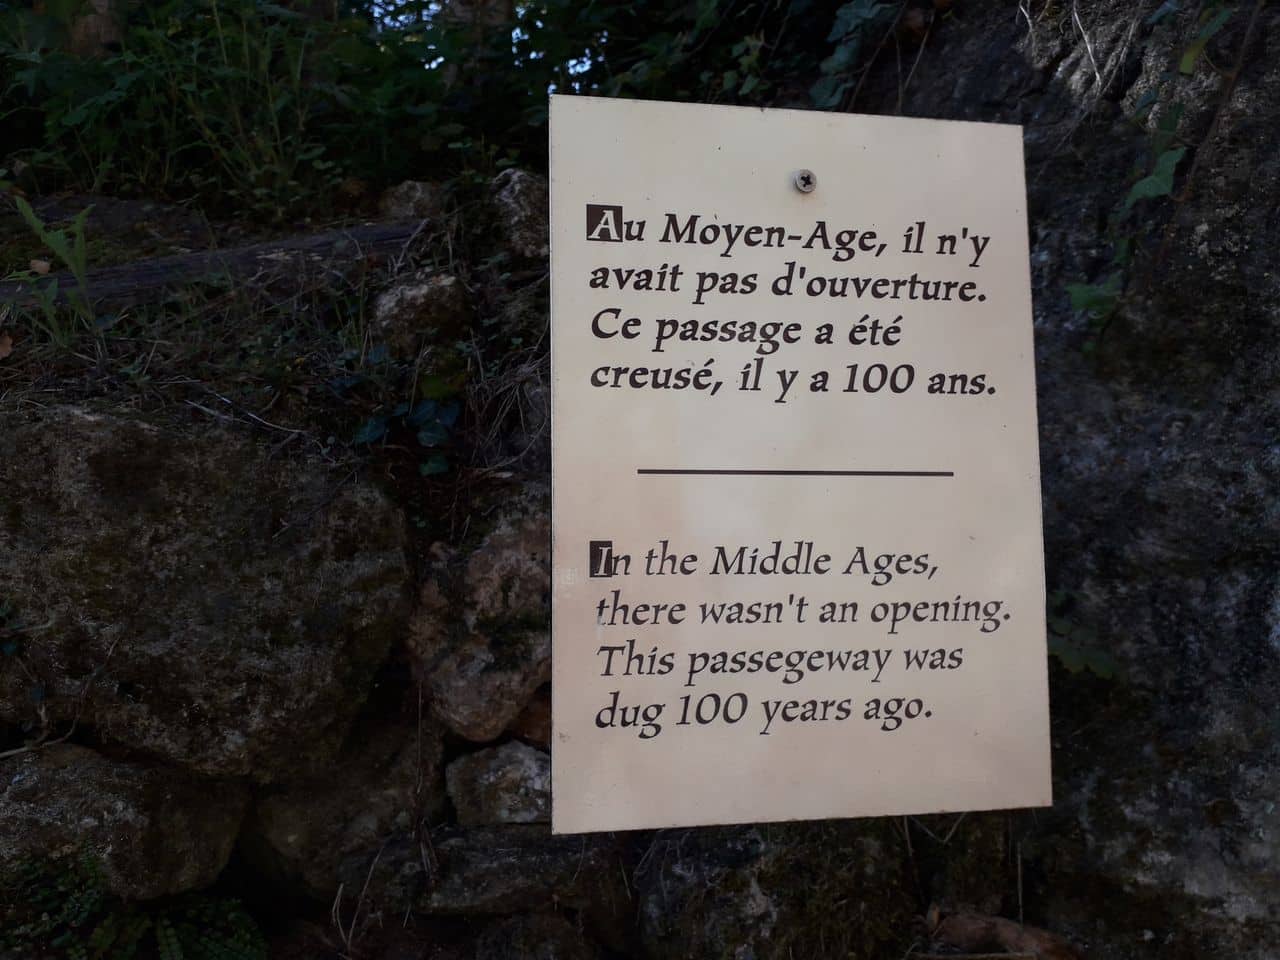 Au Moyen-Age, il n'y
avait pas d'ouverture.
Ce passage a été
creusé, il y a 100 ans.
In the Middle Ages,
there wasn't an opening.
This passegeway was
dug 100 years ago.